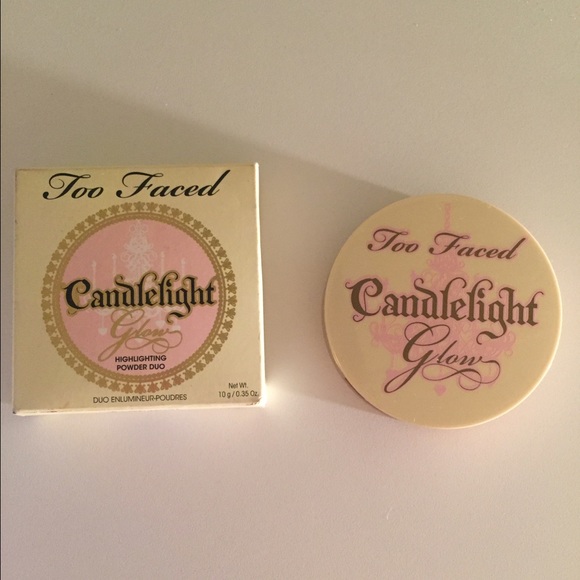 Too Faced
Candlelight
Glow
HIGHLIGHTING
POWDER DUO
Net Wt.
10 g / 0.35 Oz.
DUO ENLUMINEUR-POUDRES
Too Faced
Candlelight
Glow